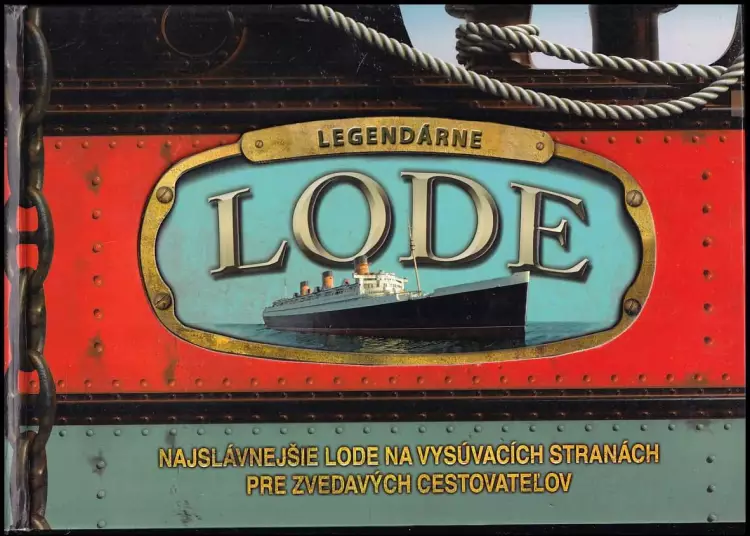 LEGENDÁRNE
LODE
NAJSLÁVNEJŠIE LODE NA VYSÚVACÍCH STRANÁCH
PRE ZVEDAVÝCH CESTOVATEĽOV